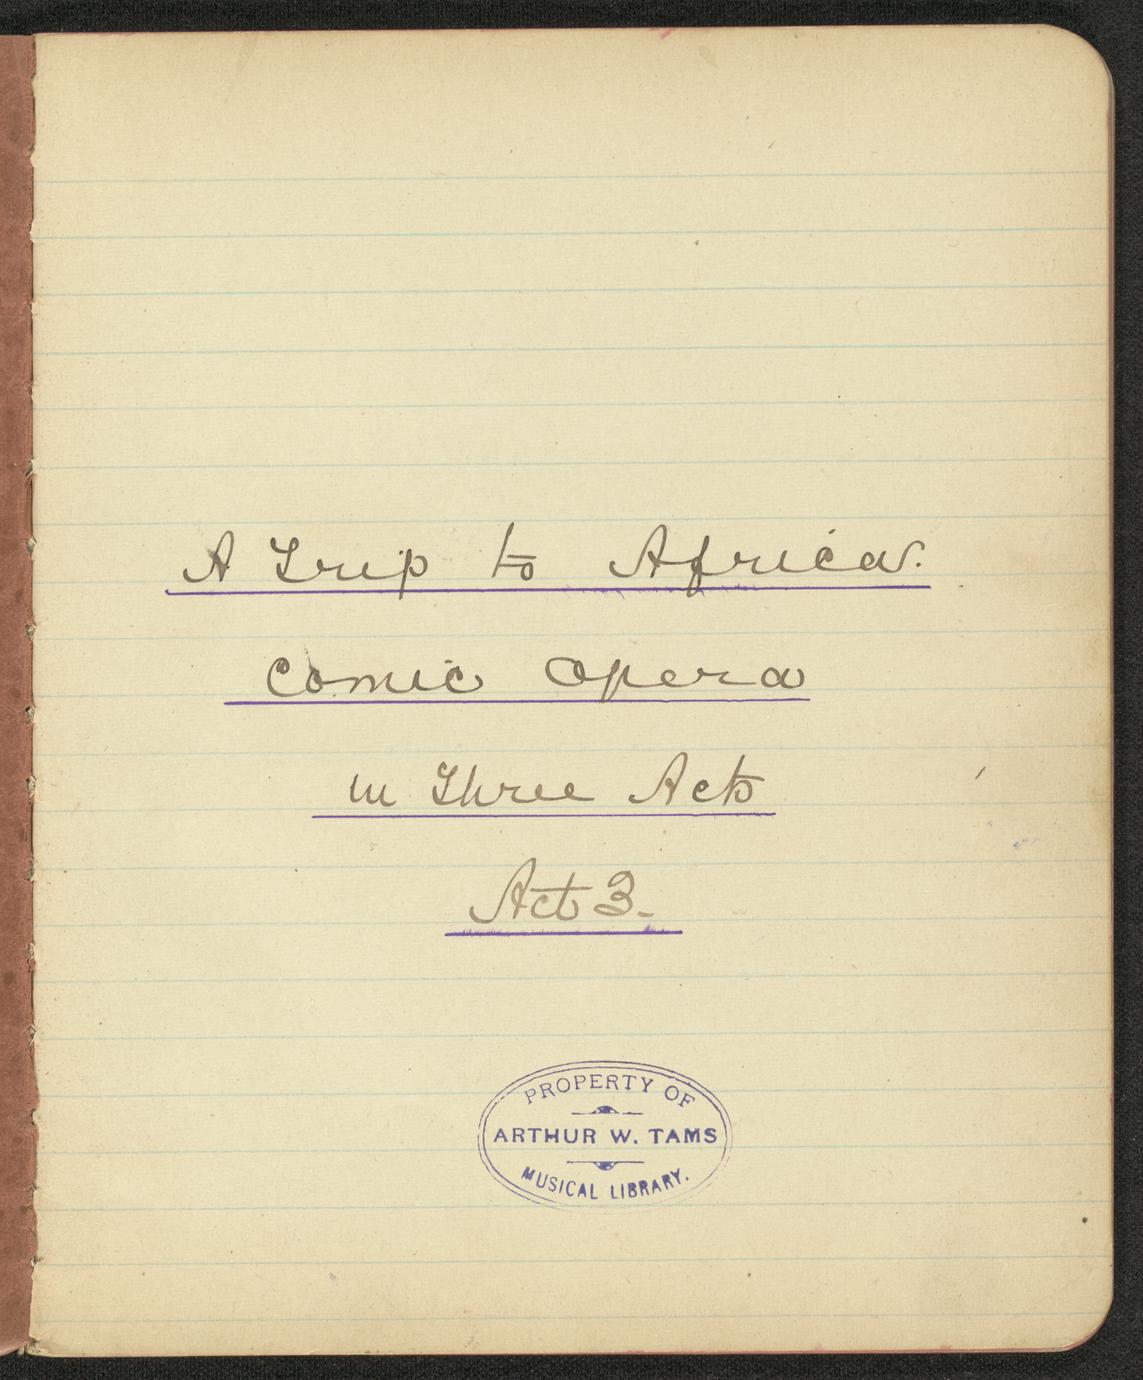 A Trip to Africa.
Comic Opera
in Three Acts
Act 3.
PROPERTY OF
ARTHUR W. TAMS
MUSICAL LIBRARY.